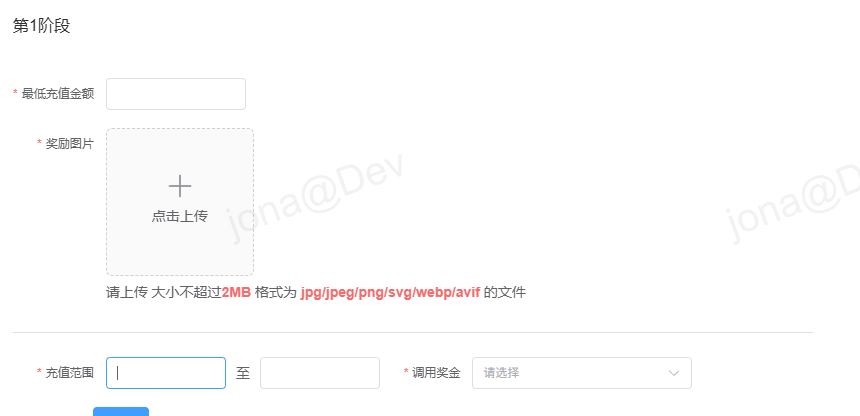 第1阶段
* 最低充值金额
* 奖励图片
点击上传
jona@Dev
jona@De
请上传 大小不超过2MB 格式为 jpg/jpeg/png/svg/webp/avif 的文件
* 充值范围 至 * 调用奖金 请选择